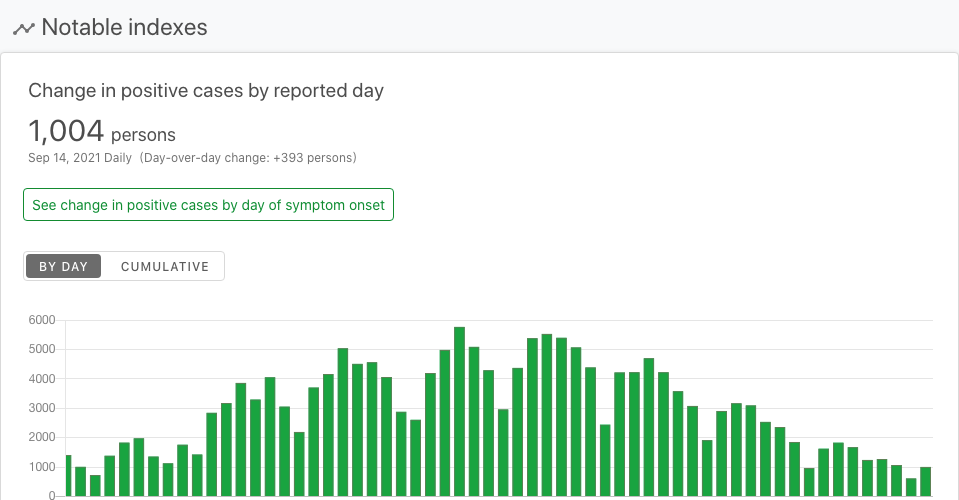 Notable indexes
Change in positive cases by reported day
1,004 persons
Sep 14, 2021 Daily (Day-over-day change: +393 persons)
See change in positive cases by day of symptom onset
BY DAY CUMULATIVE
6000
5000
4000
3000
2000
1000
0